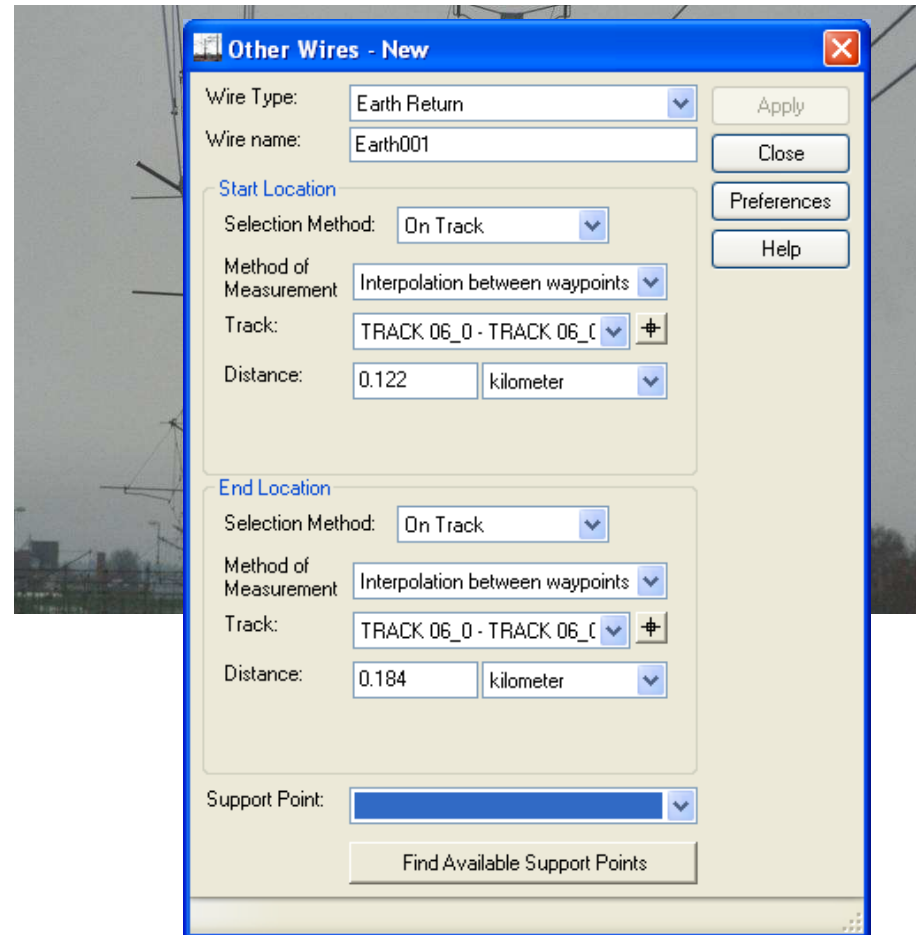 Other Wires - New
Wire Type: Earth Return
Apply
Wire name: Earth001
Close
Start Location
Preferences
Selection Method: On Track
Help
Method of
Measurement
Interpolation between waypoints
Track: TRACK 06_0 - TRACK 06_
Distance: 0.122 kilometer
End Location
Selection Method: On Track
Method of
Measurement
Interpolation between waypoints
Track: TRACK 06_0 - TRACK 06_
Distance: 0.184 kilometer
Support Point:
Find Available Support Points